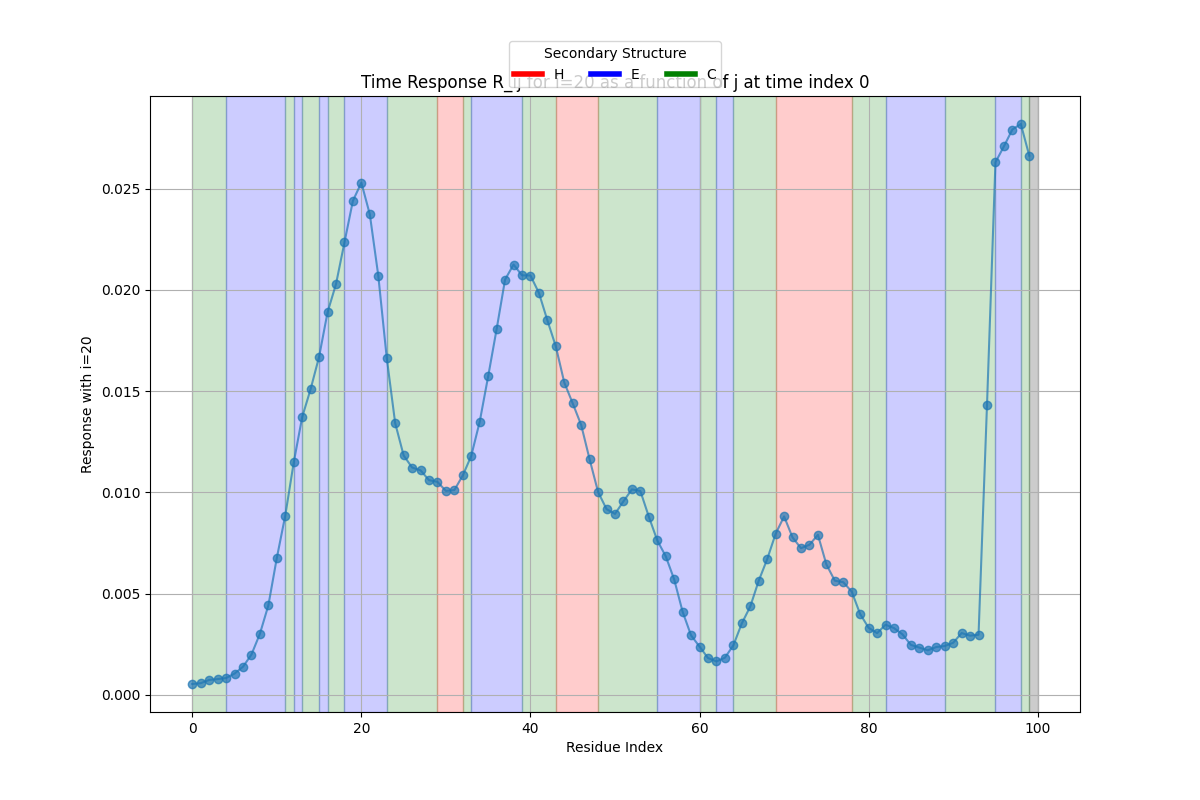 Secondary Structure
H E C
Time Response R_ij for i=20 as a function of j at time index 0
Response with i=20
0.025
0.020
0.015
0.010
0.005
0.000
0 20 40 60 80 100
Residue Index